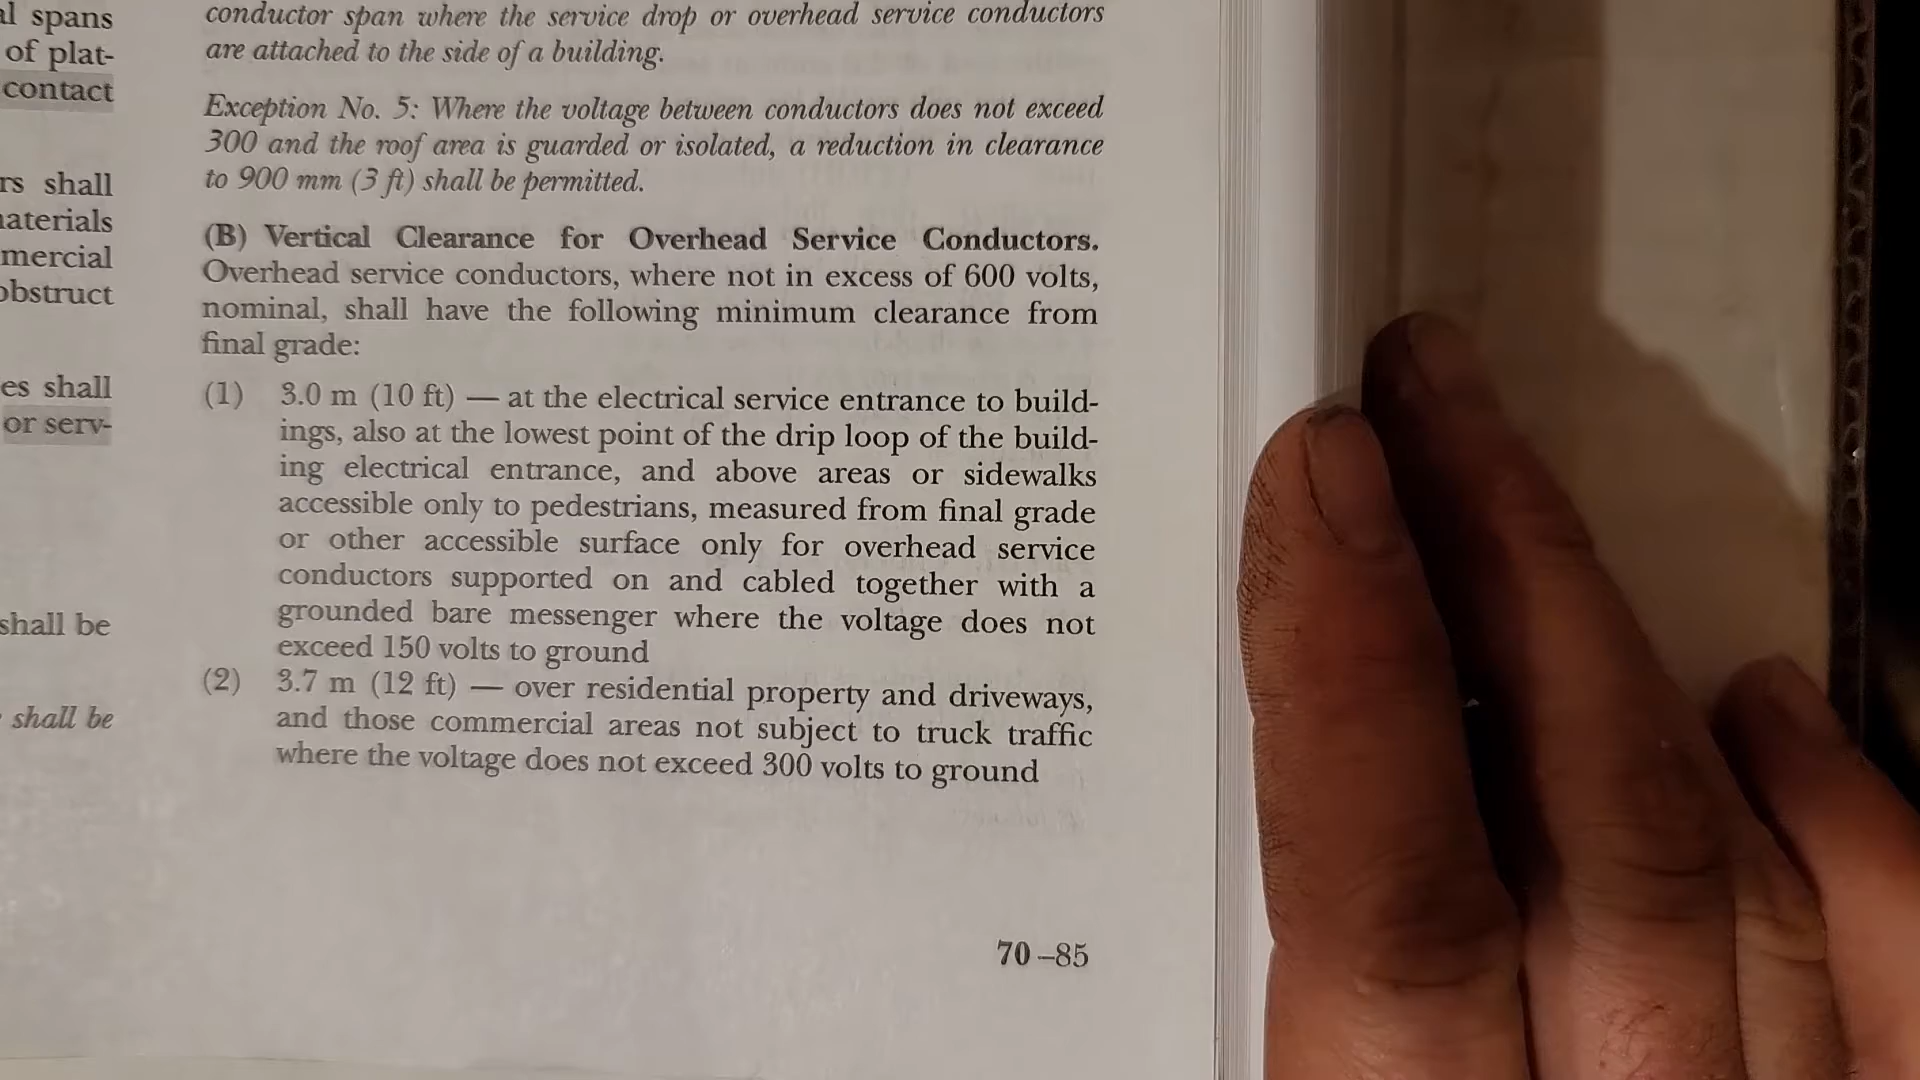 al spans
of plat-
contact
rs shall
aterials
mercial
obstruct
es shall
or serv-
shall be
shall be
conductor span where the service drop or overhead service conductors
are attached to the side of a building.
Exception No. 5: Where the voltage between conductors does not exceed
300 and the roof area is guarded or isolated, a reduction in clearance
to 900 mm (3 ft) shall be permitted.
(B) Vertical Clearance for Overhead Service Conductors.
Overhead service conductors, where not in excess of 600 volts,
nominal, shall have the following minimum clearance from
final grade:
(1) 3.0 m (10 ft) — at the electrical service entrance to build-
ings, also at the lowest point of the drip loop of the build-
ing electrical entrance, and above areas or sidewalks
accessible only to pedestrians, measured from final grade
or other accessible surface only for overhead service
conductors supported on and cabled together with a
grounded bare messenger where the voltage does not
exceed 150 volts to ground
(2) 3.7 m (12 ft) — over residential property and driveways,
and those commercial areas not subject to truck traffic
where the voltage does not exceed 300 volts to ground
70–85